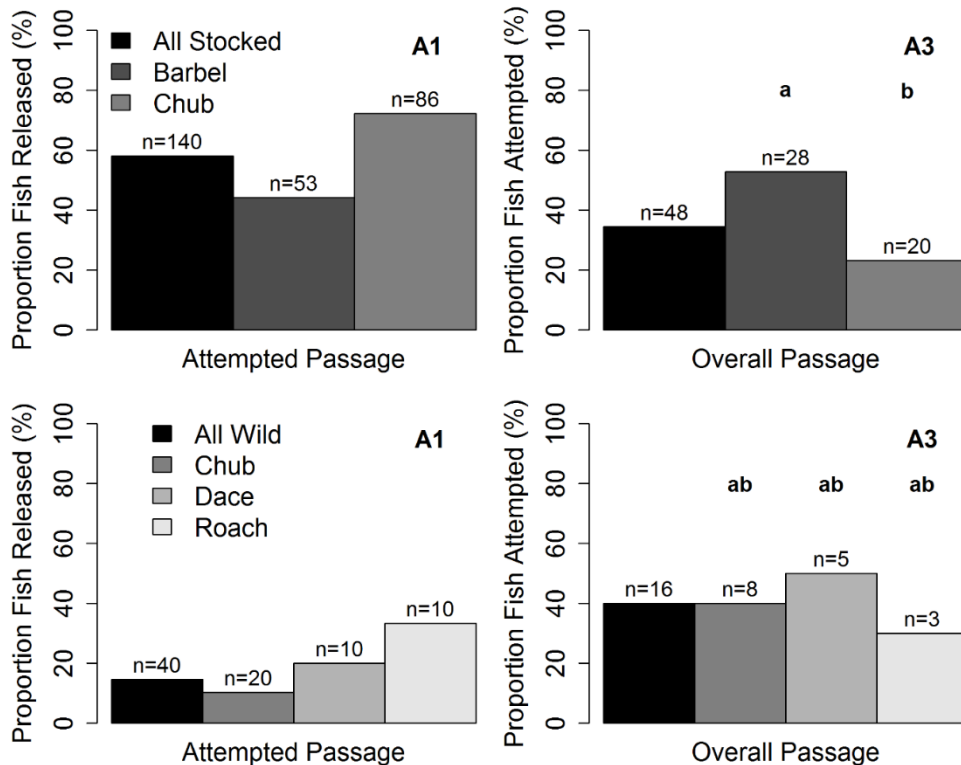 Proportion Fish Released (%)
0 20 40 60 80 100
All Stocked
Barbel
Chub
A1
n=140
n=53
n=86
Attempted Passage
Proportion Fish Attempted (%)
0 20 40 60 80 100
A3
a
b
n=48
n=28
n=20
Overall Passage
Proportion Fish Released (%)
0 20 40 60 80 100
All Wild
Chub
Dace
Roach
A1
n=40
n=20
n=10
n=10
Attempted Passage
Proportion Fish Attempted (%)
0 20 40 60 80 100
A3
ab
ab
ab
n=16
n=8
n=5
n=3
Overall Passage